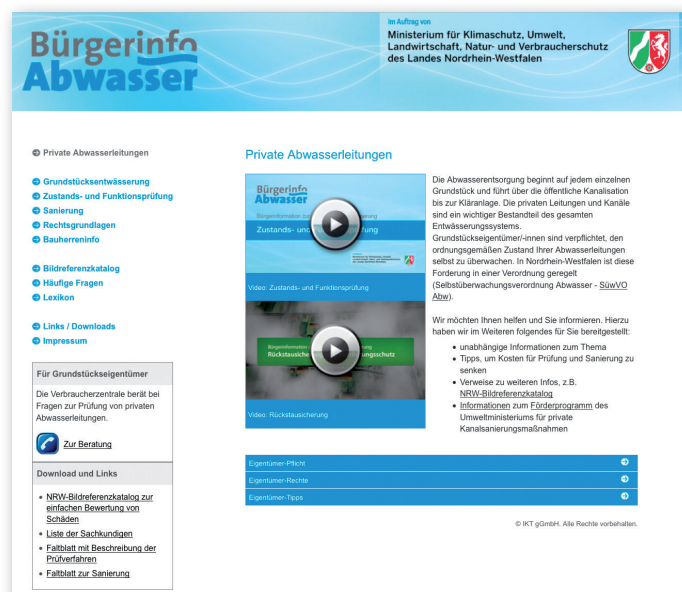 Bürgerinfo
Abwasser
im Auftrag von
Ministerium für Klimaschutz, Umwelt,
Landwirtschaft, Natur- und Verbraucherschutz
des Landes Nordrhein-Westfalen
Private Abwasserleitungen
Grundstücksentwässerung
Zustands- und Funktionsprüfung
Sanierung
Rechtsgrundlagen
Bauherreninfo
Bildreferenzkatalog
Häufige Fragen
Lexikon
Links / Downloads
Impressum
Für Grundstückseigentümer
Die Verbraucherzentrale berät bei
Fragen zur Prüfung von privaten
Abwasserleitungen.
Zur Beratung
Download und Links
NRW-Bildreferenzkatalog zur
einfachen Bewertung von
Schäden
Liste der Sachkundigen
Faltblatt mit Beschreibung der
Prüfverfahren
Faltblatt zur Sanierung
Private Abwasserleitungen
Bürgerinfo
Abwasser
Bürgerinformation
Zustands- und
Video: Zustands- und Funktionsprüfung
Bürgerinformation
Rückstausiche ungsschutz
Video: Rückstausicherung
Die Abwasserentsorgung beginnt auf jedem einzelnen
Grundstück und führt über die öffentliche Kanalisation
bis zur Kläranlage. Die privaten Leitungen und Kanäle
sind ein wichtiger Bestandteil des gesamten
Entwässerungssystems.
Grundstückseigentümer/-innen sind verpflichtet, den
ordnungsgemäßen Zustand Ihrer Abwasserleitungen
selbst zu überwachen. In Nordrhein-Westfalen ist diese
Forderung in einer Verordnung geregelt
(Selbstüberwachungsverordnung Abwasser - SüwVO
Abw).
Wir möchten Ihnen helfen und Sie informieren. Hierzu
haben wir im Weiteren folgendes für Sie bereitgestellt:
• unabhängige Informationen zum Thema
• Tipps, um Kosten für Prüfung und Sanierung zu
senken
• Verweise zu weiteren Infos, z.B.
NRW-Bildreferenzkatalog
• Informationen zum Förderprogramm des
Umweltministeriums für private
Kanalsanierungsmaßnahmen
Eigentümer-Pflicht
Eigentümer-Rechte
Eigentümer-Tipps
© IKT gGmbH. Alle Rechte vorbehalten.